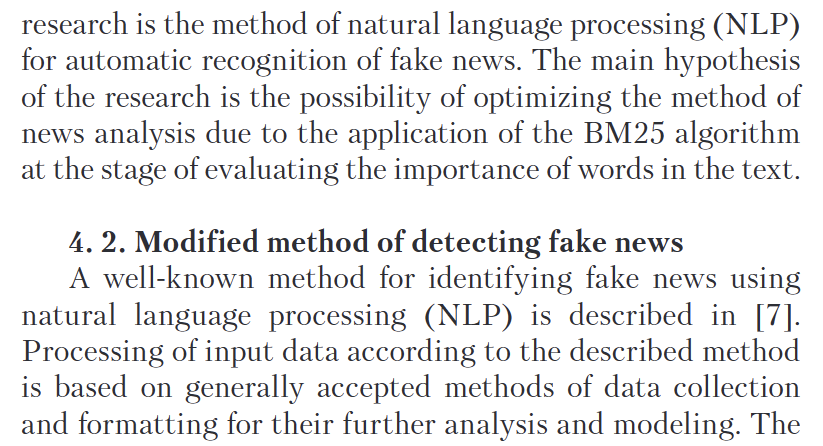 research is the method of natural language processing (NLP)
for automatic recognition of fake news. The main hypothesis
of the research is the possibility of optimizing the method of
news analysis due to the application of the BM25 algorithm
at the stage of evaluating the importance of words in the text.
4. 2. Modified method of detecting fake news
A well-known method for identifying fake news using
natural language processing (NLP) is described in [7].
Processing of input data according to the described method
is based on generally accepted methods of data collection
and formatting for their further analysis and modeling. The